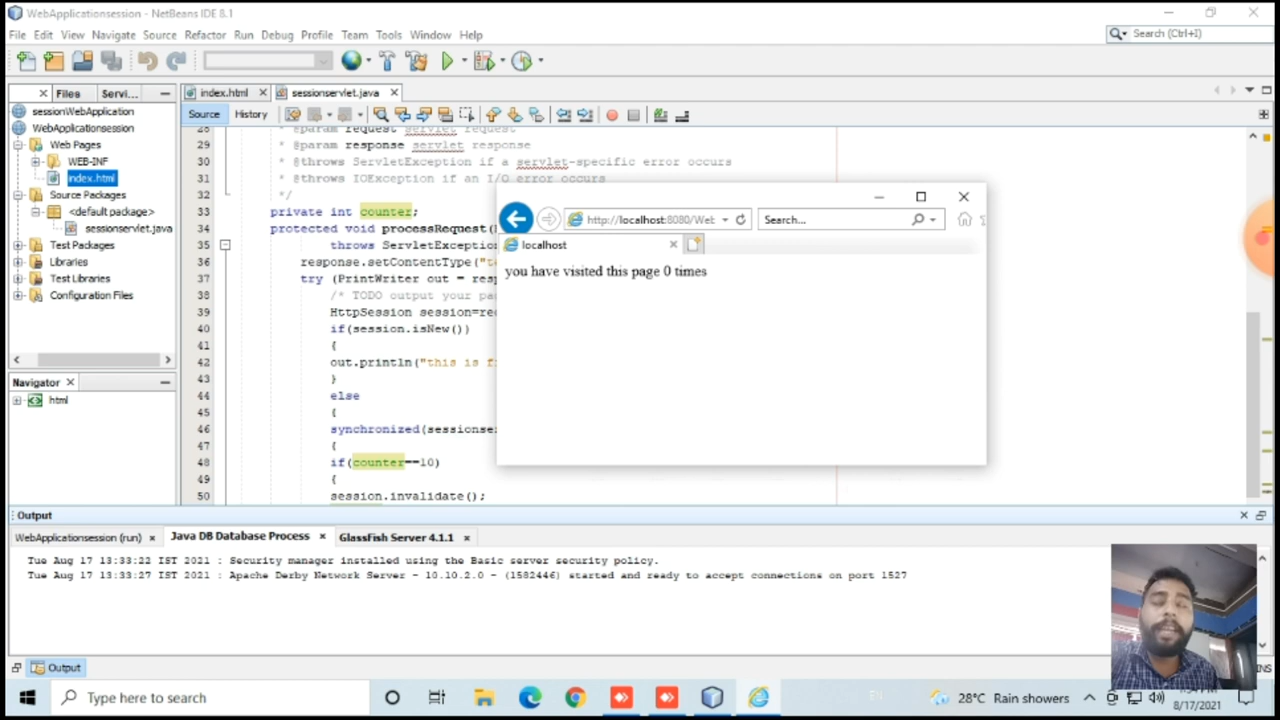 WebApplicationsession - NetBeans IDE 8.1
File Edit View Navigate Source Refactor Run Debug Profile Team Tools Window Help
Search (Ctrl+I)
Files Servi...
index.html sessionservlet.java
sessionWebApplication
WebApplicationsession
Web Pages
WEB-INF
index.html
Source Packages
<default package>
sessionservlet.java
Test Packages
Libraries
Test Libraries
Configuration Files
Navigator
html
Source History
28 * @param request servlet request
29 * @param response servlet response
30 * @throws ServletException if a servlet-specific error occurs
31 * @throws IOException if an I/O error occurs
32 */
33 private int counter;
34 protected void processRequest(
35 throws ServletException
36 response.setContentType("te
37 try (PrintWriter out = resp
38 /* TODO output your pa
39 HttpSession session=rec
40 if(session.isNew())
41 {
42 out.println("this is f
43 }
44 else
45 {
46 synchronized(sessionse
47 {
48 if(counter==10)
49 {
50 session.invalidate();
http://localhost:8080/Web
Search...
localhost
you have visited this page 0 times
Output
WebApplicationsession (run) Java DB Database Process GlassFish Server 4.1.1
Tue Aug 17 13:33:22 IST 2021 : Security manager installed using the Basic server security policy.
Tue Aug 17 13:33:27 IST 2021 : Apache Derby Network Server - 10.10.2.0 - (1582446) started and ready to accept connections on port 1527
Output
INS
Type here to search
28°C Rain showers
8/17/2021